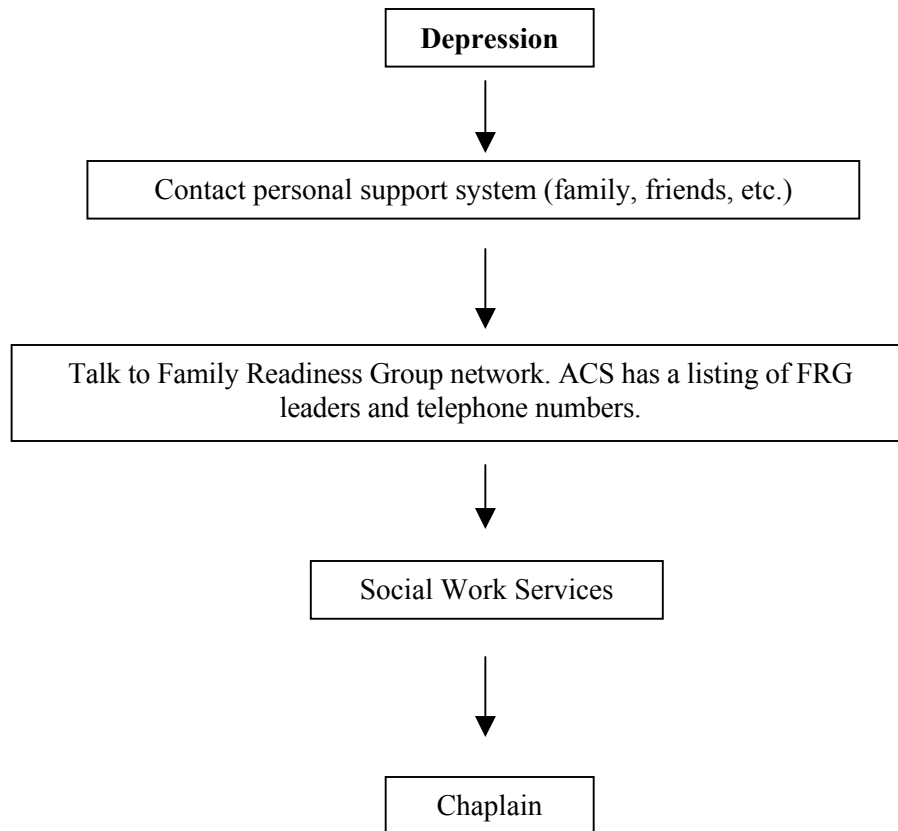 Depression
Contact personal support system (family, friends, etc.)
Talk to Family Readiness Group network. ACS has a listing of FRG
leaders and telephone numbers.
Social Work Services
Chaplain